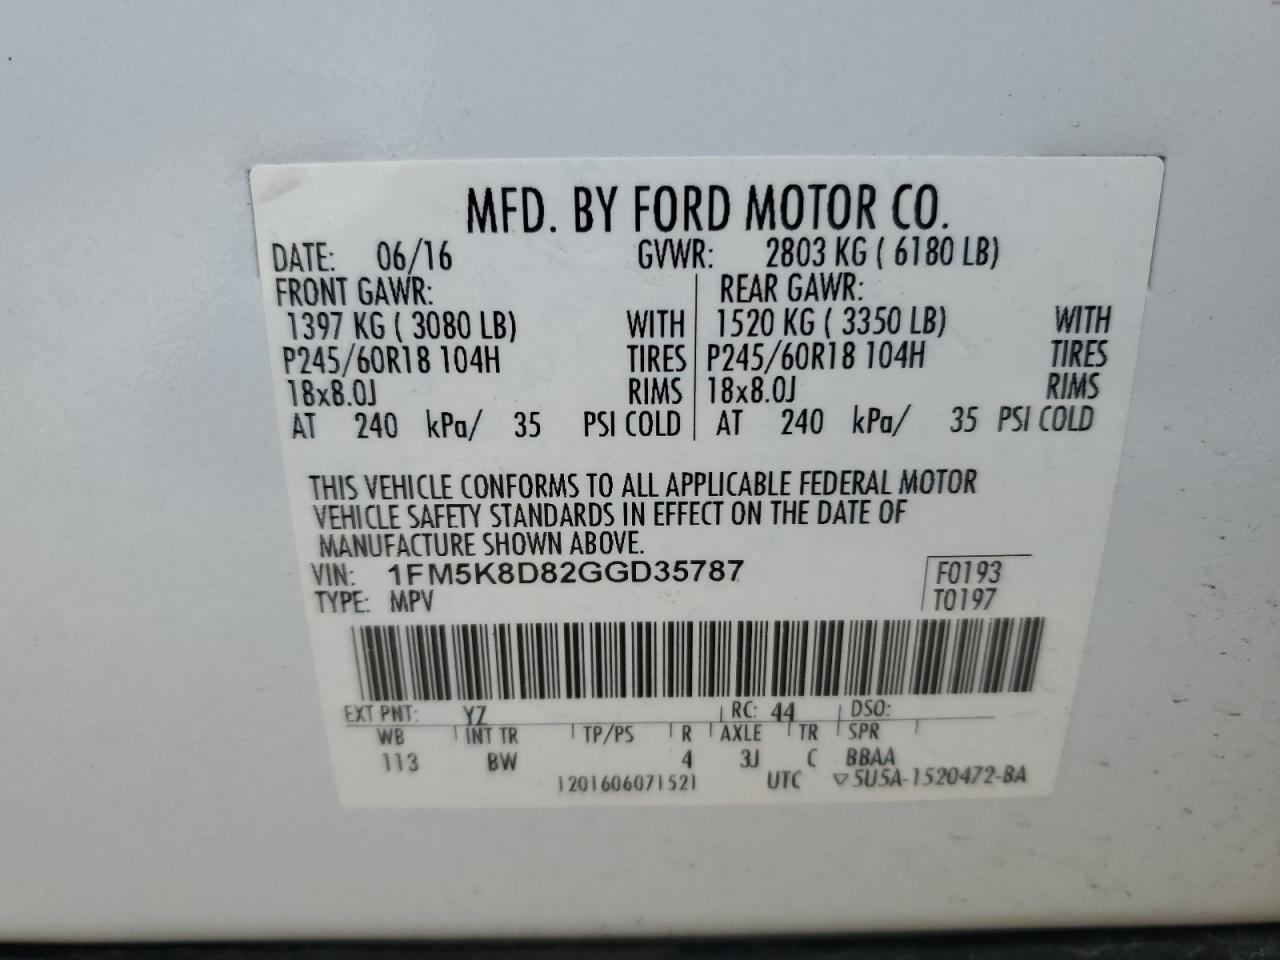 MFD. BY FORD MOTOR CO.
DATE: 06/16 GVWR: 2803 KG ( 6180 LB)
FRONT GAWR: REAR GAWR:
1397 KG ( 3080 LB) WITH 1520 KG ( 3350 LB) WITH
P245/60R18 104H TIRES P245/60R18 104H TIRES
18x8.0J RIMS 18x8.0J RIMS
AT 240 kPa/ 35 PSI COLD AT 240 kPa/ 35 PSI COLD
THIS VEHICLE CONFORMS TO ALL APPLICABLE FEDERAL MOTOR
VEHICLE SAFETY STANDARDS IN EFFECT ON THE DATE OF
MANUFACTURE SHOWN ABOVE.
VIN: 1FM5K8D82GGD35787 F0193
TYPE: MPV T0197
EXT PNT: YZ RC: 44 DSO:
WB INT TR TP/PS R AXLE TR SPR
113 BW 4 3J C BBAA
1201606071521 UTC ▽5U5A-1520472-BA